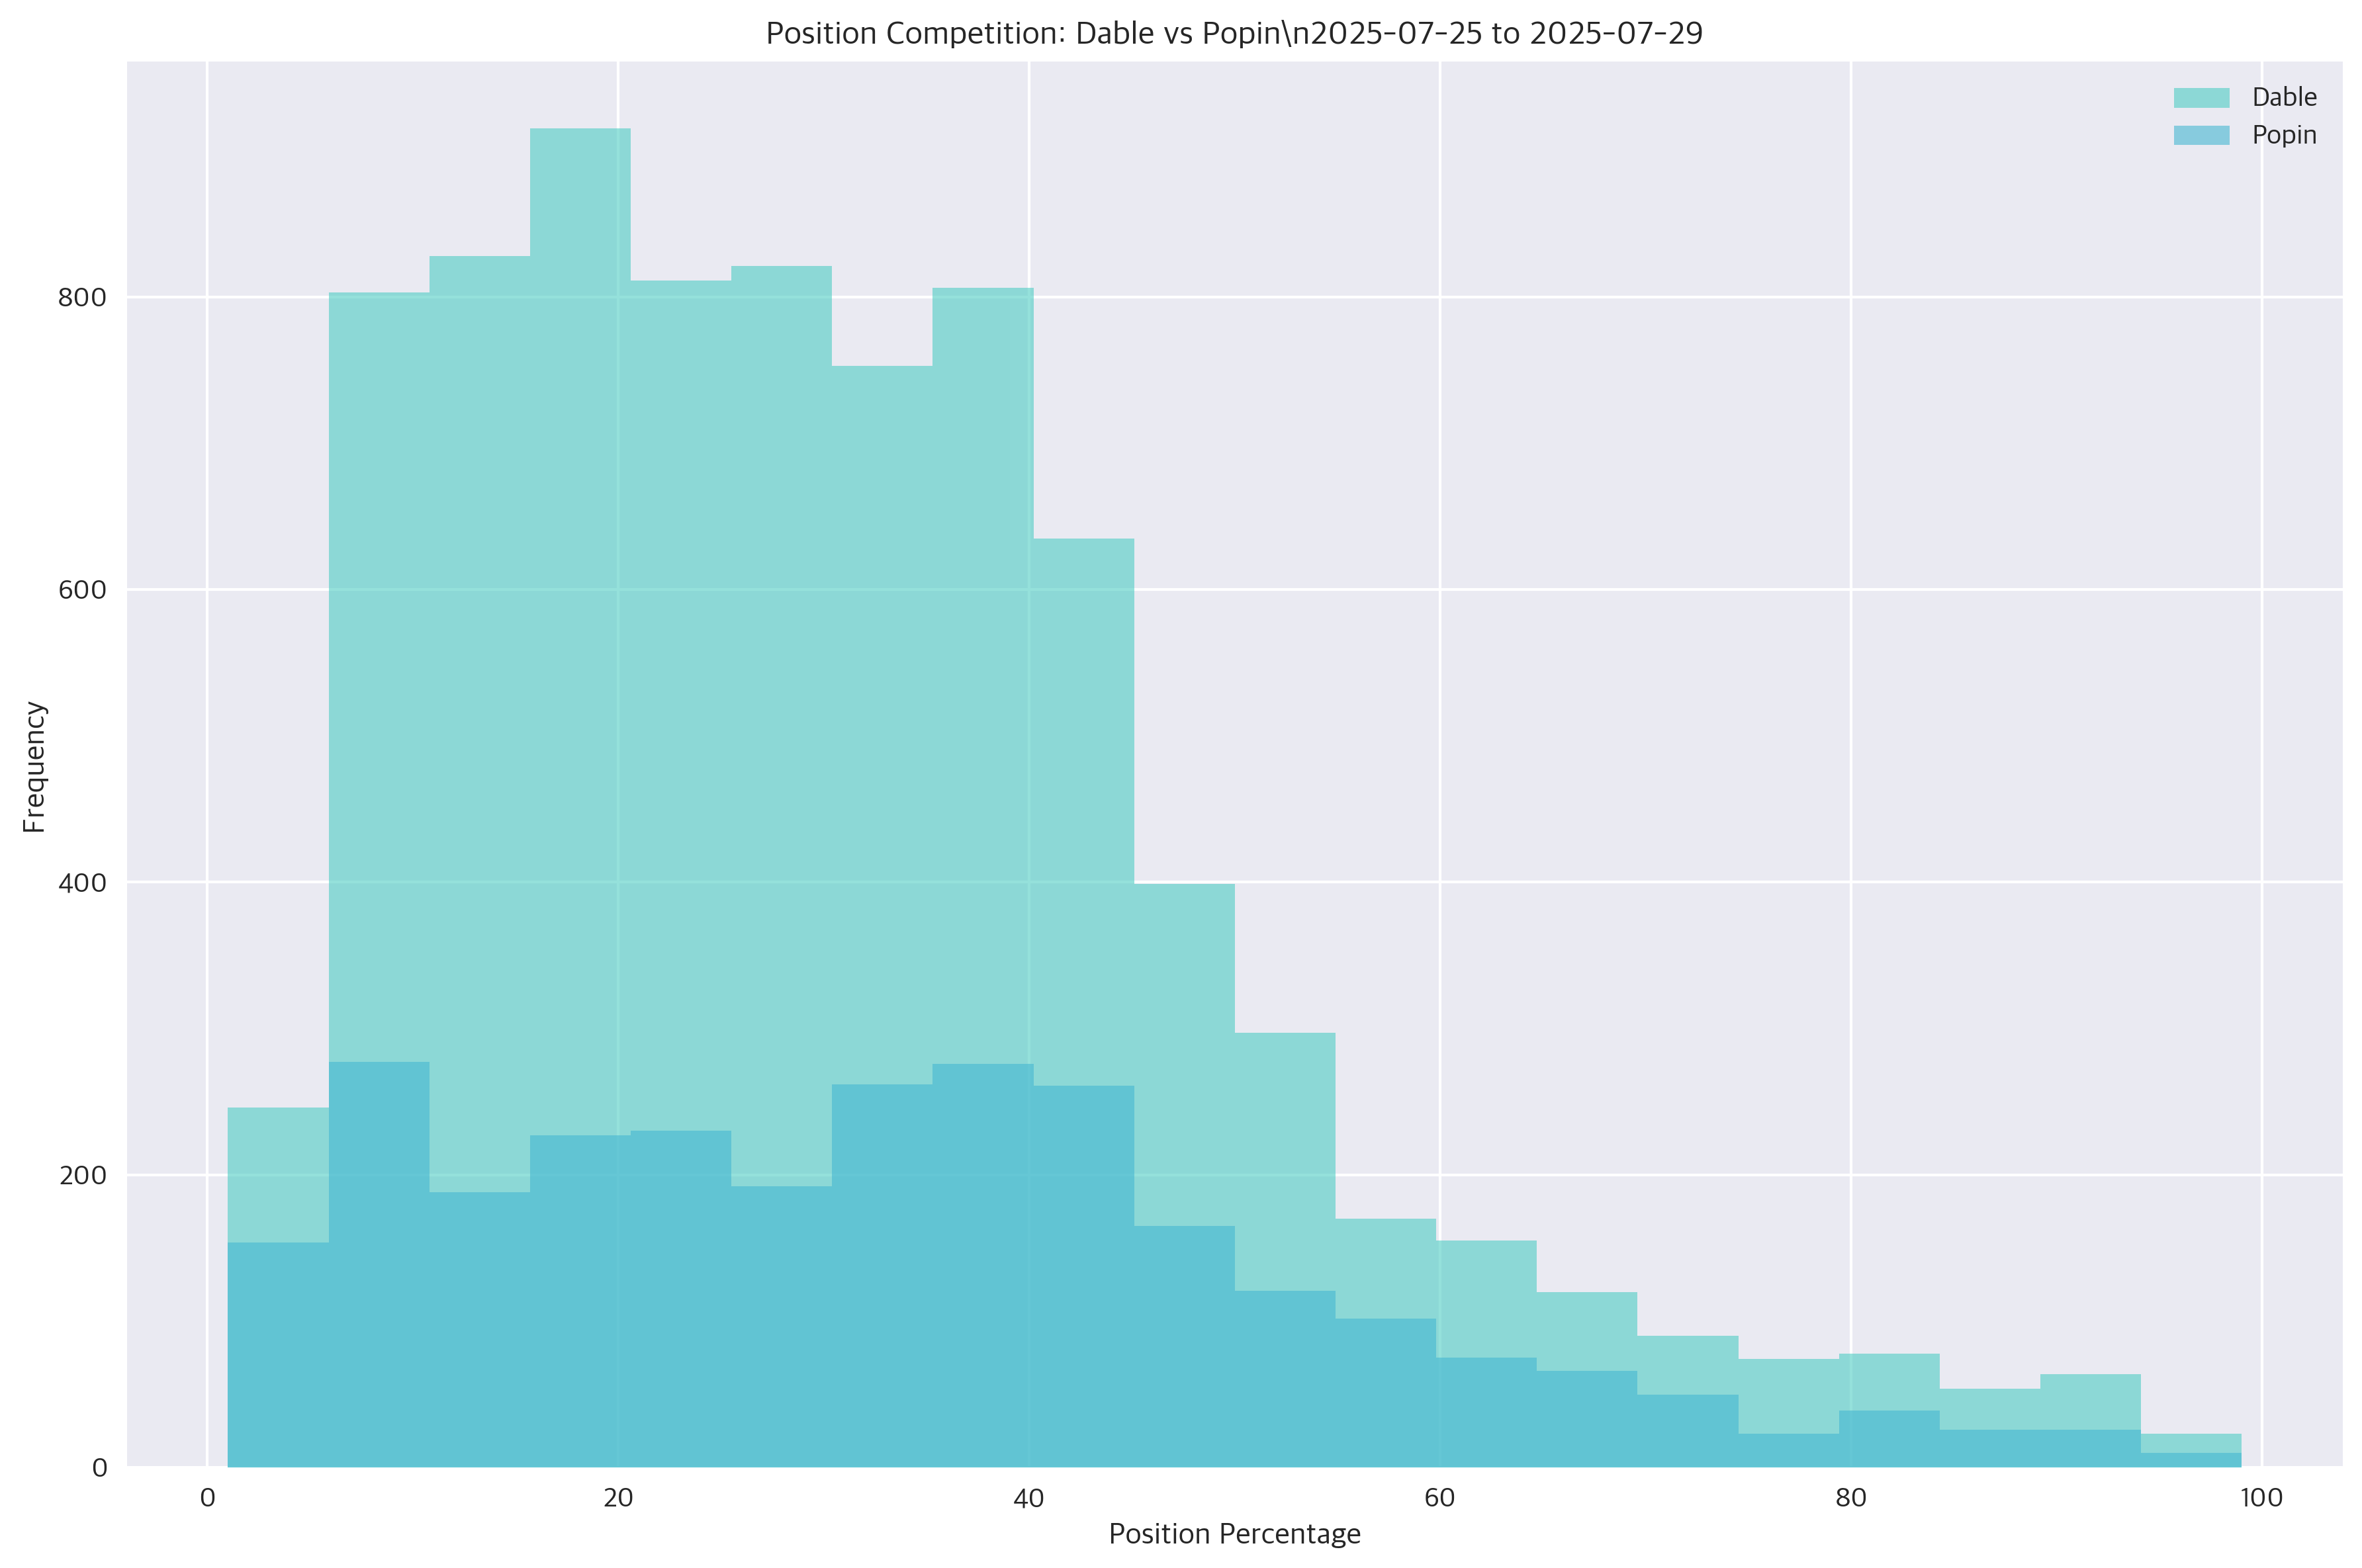 Position Competition: Dable vs Popin\n2025-07-25 to 2025-07-29
Dable
Popin
800
600
400
200
0
Frequency
0 20 40 60 80 100
Position Percentage